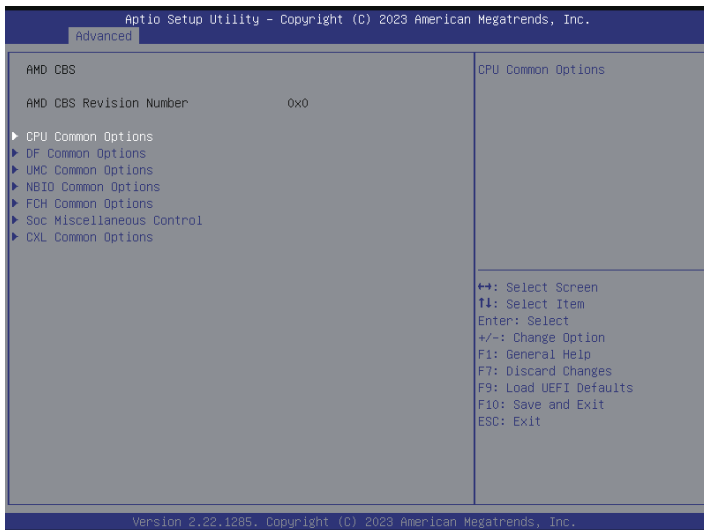 Aptio Setup Utility – Copyright (C) 2023 American Megatrends, Inc.
Advanced
AMD CBS
AMD CBS Revision Number 0x0
CPU Common Options
DF Common Options
UMC Common Options
NBIO Common Options
FCH Common Options
Soc Miscellaneous Control
CXL Common Options
CPU Common Options
↔: Select Screen
↑↓: Select Item
Enter: Select
+/-: Change Option
F1: General Help
F7: Discard Changes
F9: Load UEFI Defaults
F10: Save and Exit
ESC: Exit
Version 2.22.1285. Copyright (C) 2023 American Megatrends, Inc.